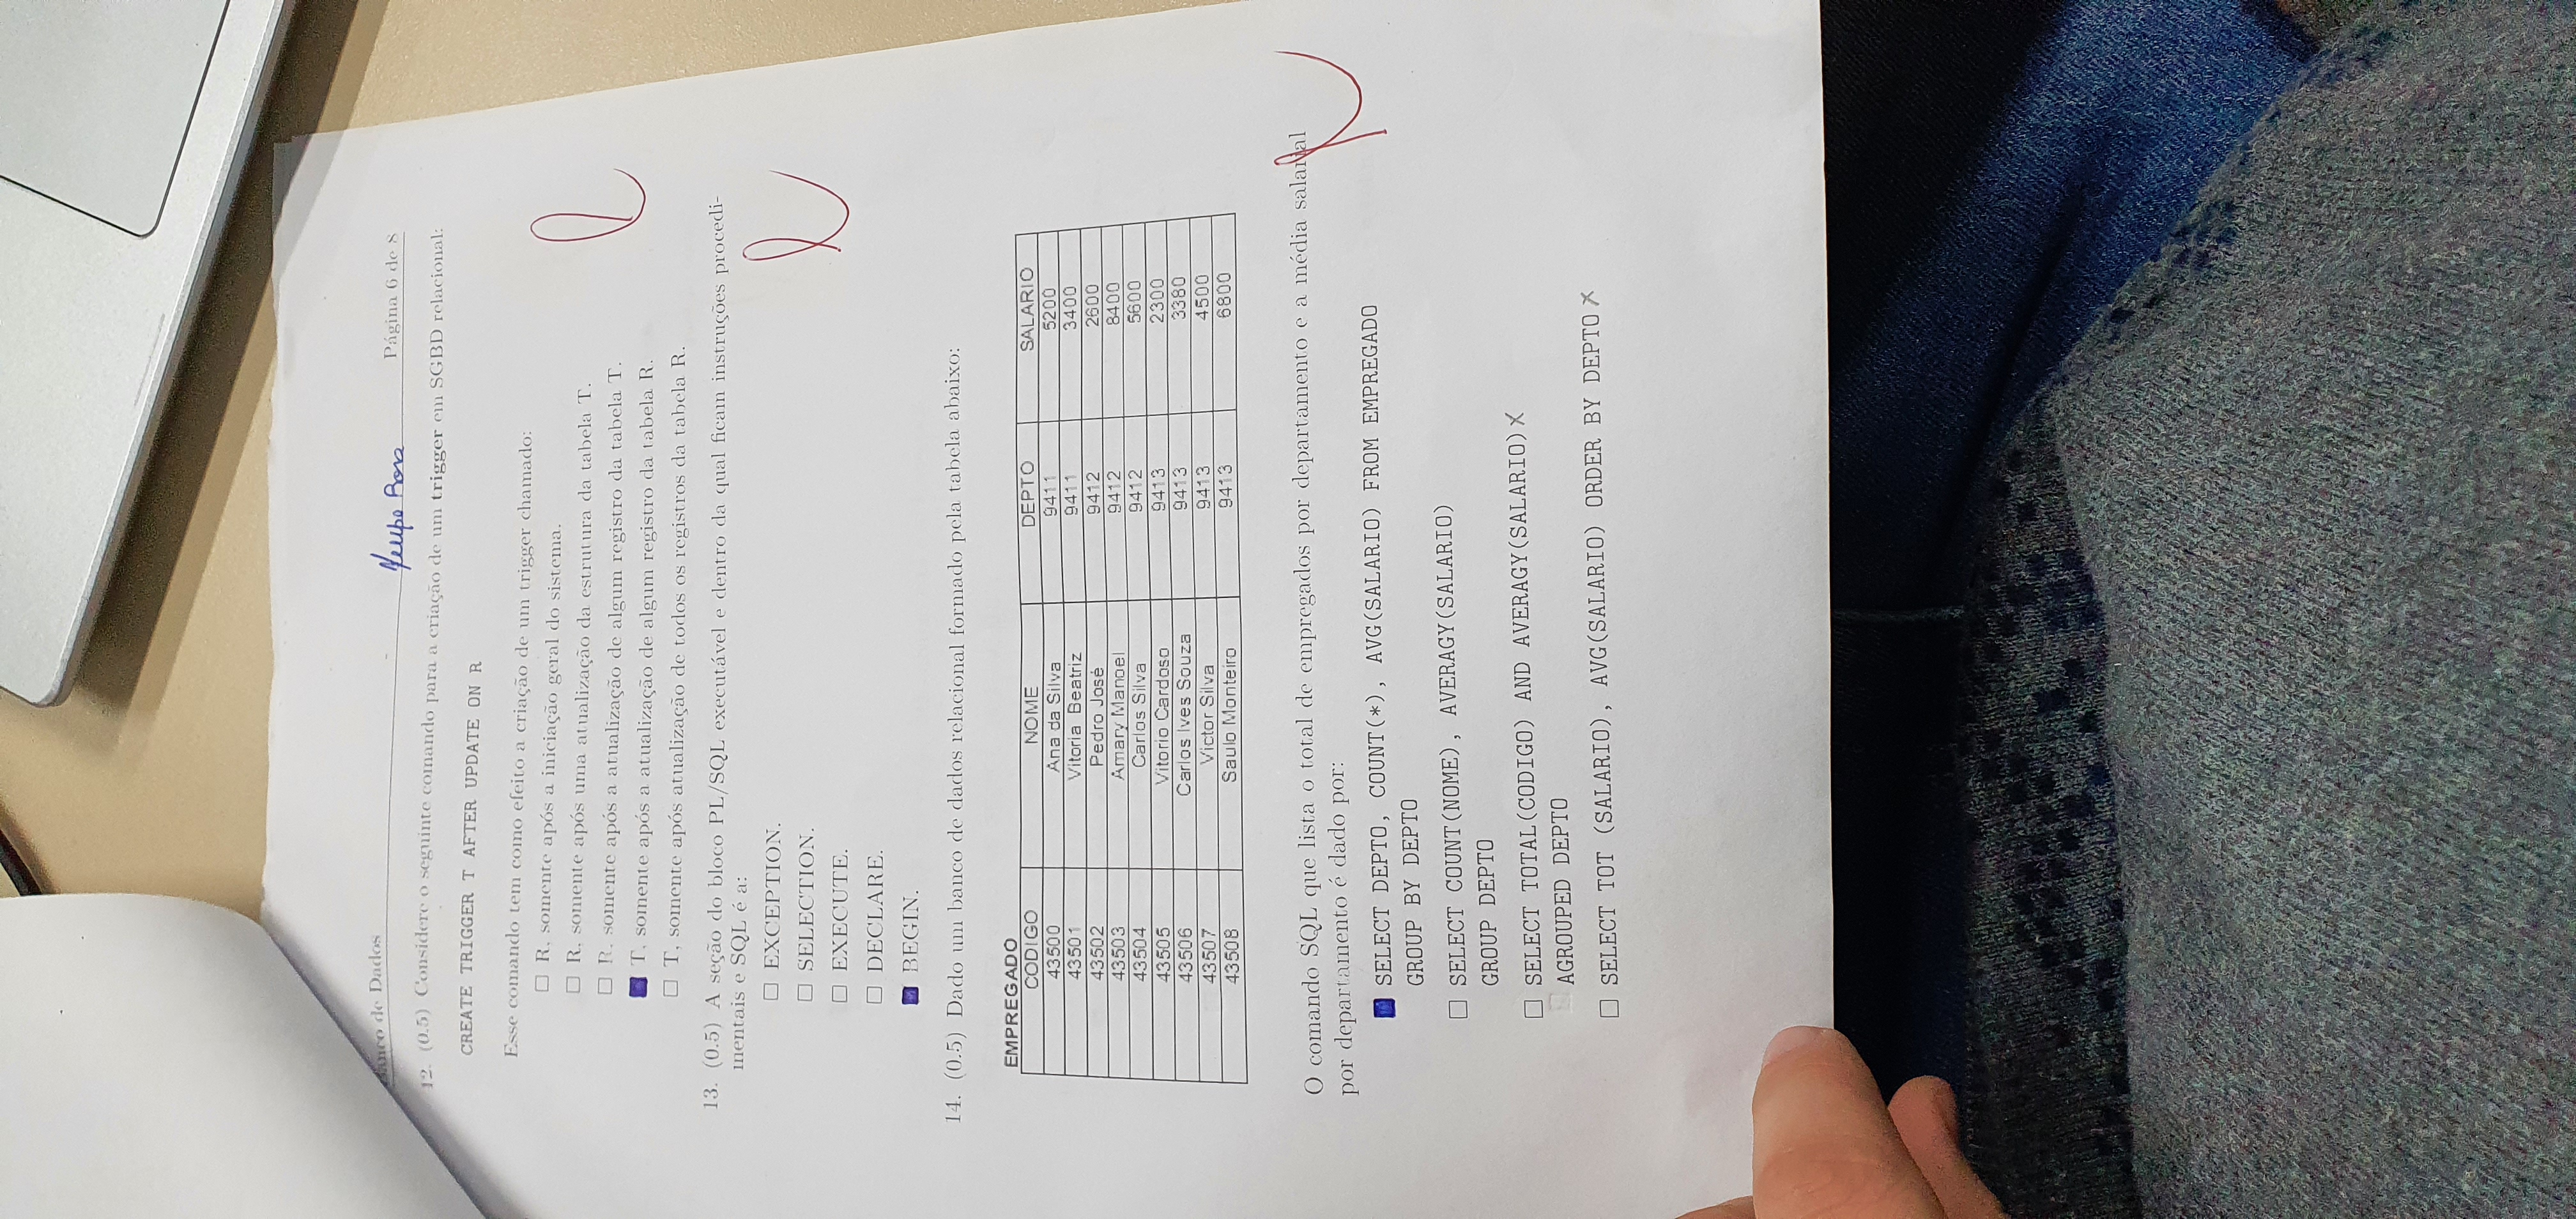 Banco de Dados
Felipe Rosa
Página 6 de 8
12. (0.5) Considere o seguinte comando para a criação de um trigger em SGBD relacional:
CREATE TRIGGER T AFTER UPDATE ON R
Esse comando tem como efeito a criação de um trigger chamado:
R, somente após a iniciação geral do sistema.
R, somente após uma atualização da estrutura da tabela T.
R, somente após a atualização de algum registro da tabela T.
T, somente após a atualização de algum registro da tabela R.
T, somente após atualização de todos os registros da tabela R.
13. (0.5) A seção do bloco PL/SQL executável e dentro da qual ficam instruções procedi-
mentais e SQL é a:
EXCEPTION.
SELECTION.
EXECUTE.
DECLARE.
BEGIN.
14. (0.5) Dado um banco de dados relacional formado pela tabela abaixo:
EMPREGADO
CODIGO NOME DEPTO SALARIO
43500 Ana da Silva 9411 5200
43501 Vitoria Beatriz 9411 3400
43502 Pedro José 9412 2600
43503 Amary Manoel 9412 8400
43504 Carlos Silva 9412 5600
43505 Vitorio Cardoso 9413 2300
43506 Carlos Ives Souza 9413 3380
43507 Victor Silva 9413 4500
43508 Saulo Monteiro 9413 6800
O comando SQL que lista o total de empregados por departamento e a média salarial
por departamento é dado por:
SELECT DEPTO, COUNT(*), AVG(SALARIO) FROM EMPREGADO
GROUP BY DEPTO
SELECT COUNT(NOME), AVERAGY(SALARIO)
GROUP DEPTO
SELECT TOTAL(CODIGO) AND AVERAGY(SALARIO) X
AGROUPED DEPTO
SELECT TOT (SALARIO), AVG(SALARIO) ORDER BY DEPTO X